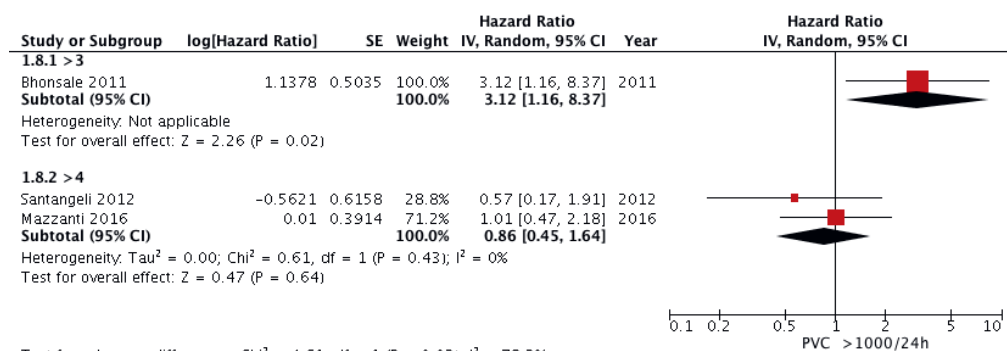 Hazard Ratio Hazard Ratio
Study or Subgroup log[Hazard Ratio] SE Weight IV, Random, 95% CI Year IV, Random, 95% CI
1.8.1 >3
Bhonsale 2011 1.1378 0.5035 100.0% 3.12 [1.16, 8.37] 2011
Subtotal (95% CI) 100.0% 3.12 [1.16, 8.37]
Heterogeneity: Not applicable
Test for overall effect: Z = 2.26 (P = 0.02)
1.8.2 >4
Santangeli 2012 -0.5621 0.6158 28.8% 0.57 [0.17, 1.91] 2012
Mazzanti 2016 0.01 0.3914 71.2% 1.01 [0.47, 2.18] 2016
Subtotal (95% CI) 100.0% 0.86 [0.45, 1.64]
Heterogeneity: Tau² = 0.00; Chi² = 0.61, df = 1 (P = 0.43); I² = 0%
Test for overall effect: Z = 0.47 (P = 0.64)
0.1 0.2 0.5 1 2 5 10
PVC >1000/24h